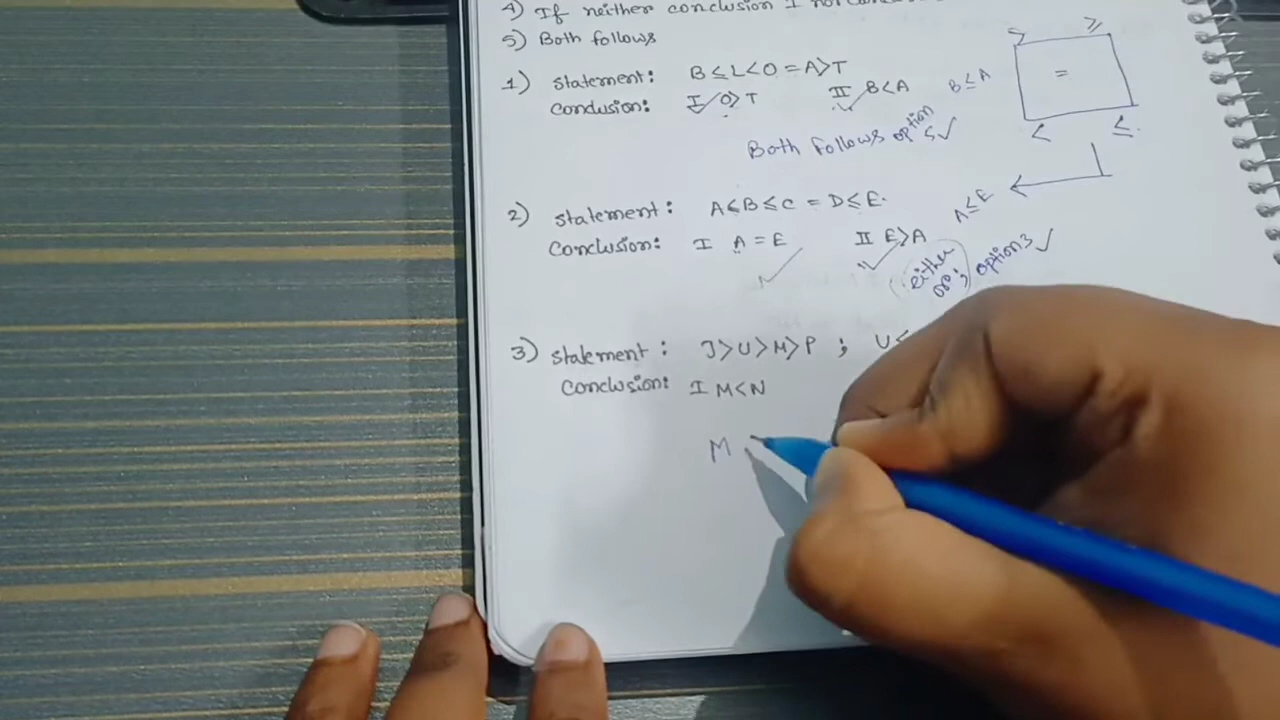 4) If neither conclusion I
5) Both follows
1) Statement: B ≤ L < O = A > T
Conclusion: I O > T II B < A B ≤ A
Both follows option 5 ✓
> ≥
=
< ≤
2) Statement: A ≤ B ≤ C = D ≤ E.
Conclusion: I A = E II E > A A ≤ E
either or; option 3 ✓
3) Statement: J > U > M > P ; U <
Conclusion: I M < N
M